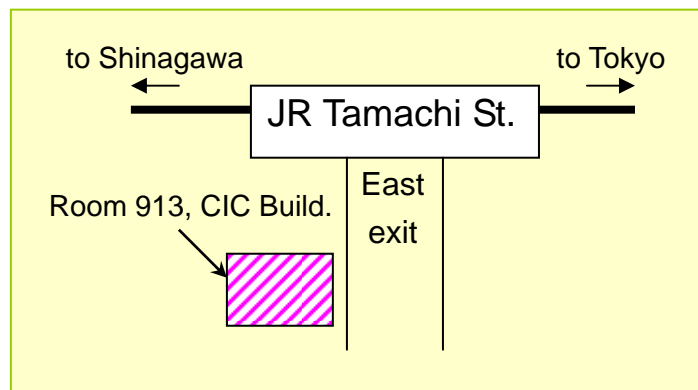 to Shinagawa
to Tokyo
JR Tamachi St.
East
exit
Room 913, CIC Build.